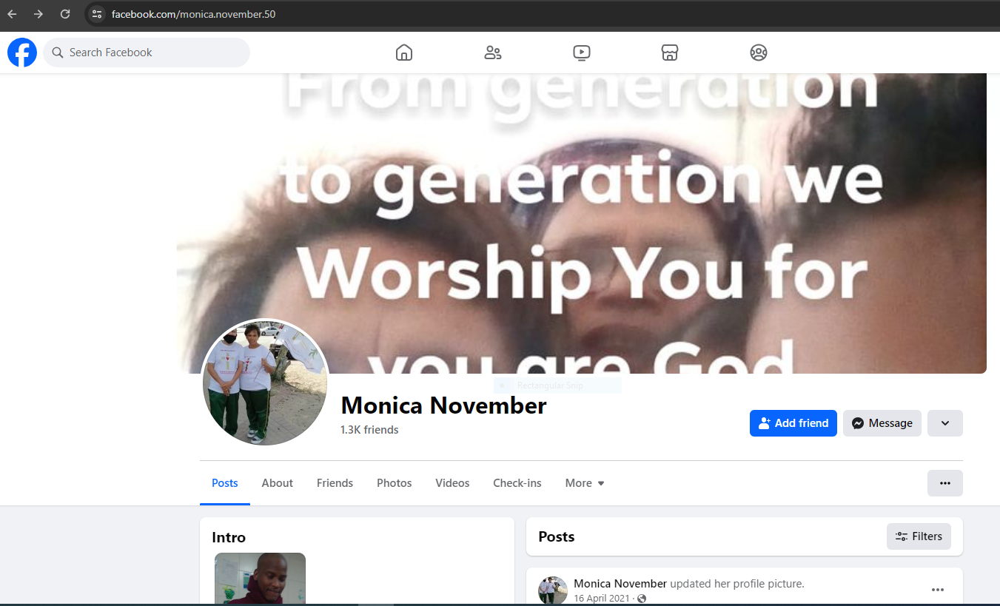 facebook.com/monica.november.50
Search Facebook
From generation
to generation we
Worship You for
you are God
Rectangular Snip
Monica November
1.3K friends
Add friend
Message
Posts
About
Friends
Photos
Videos
Check-ins
More
Intro
Posts
Filters
Monica November updated her profile picture.
16 April 2021 ·